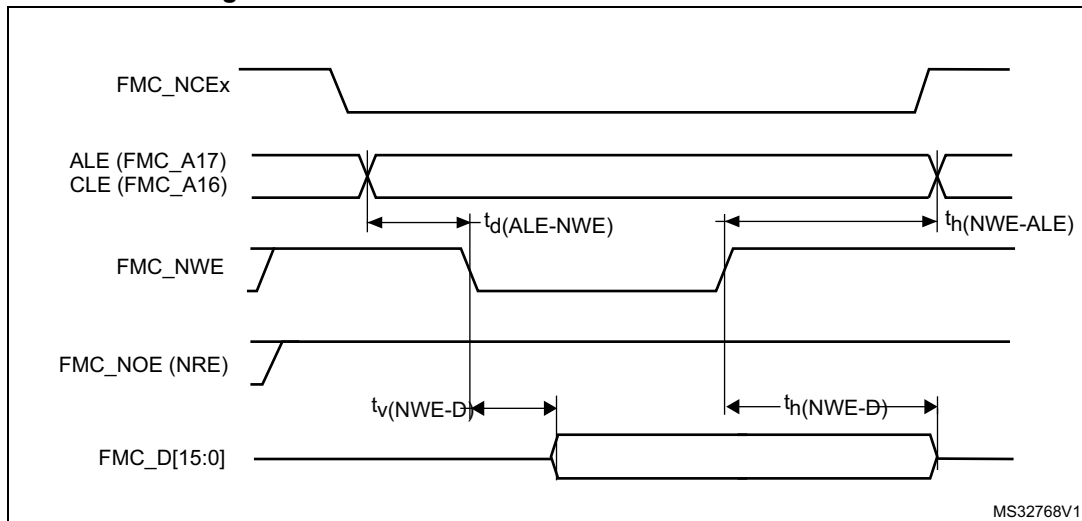 FMC_NCEx
ALE (FMC_A17)
CLE (FMC_A16)
td(ALE-NWE)
th(NWE-ALE)
FMC_NWE
FMC_NOE (NRE)
tv(NWE-D)
th(NWE-D)
FMC_D[15:0]
MS32768V1